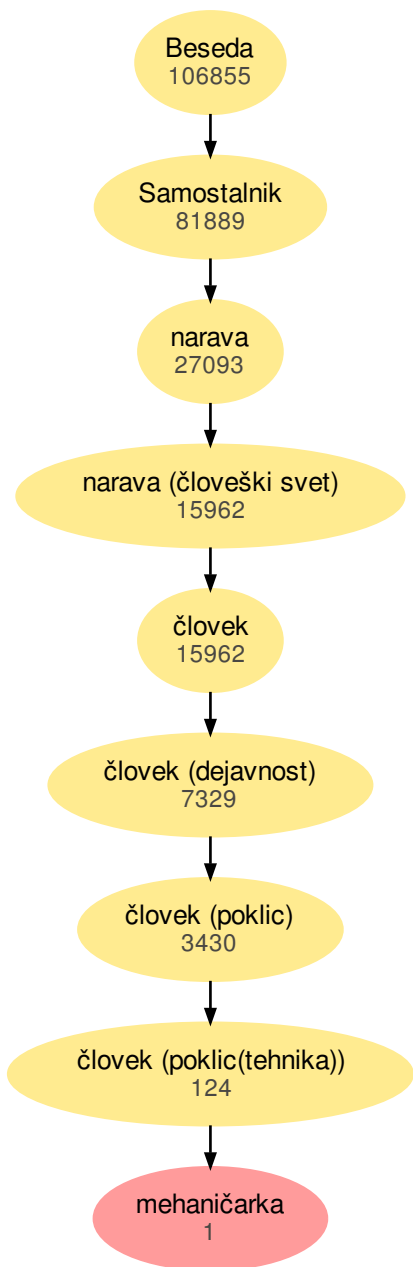 Beseda
106855
Samostalnik
81889
narava
27093
narava (človeški svet)
15962
človek
15962
človek (dejavnost)
7329
človek (poklic)
3430
človek (poklic(tehnika))
124
mehaničarka
1